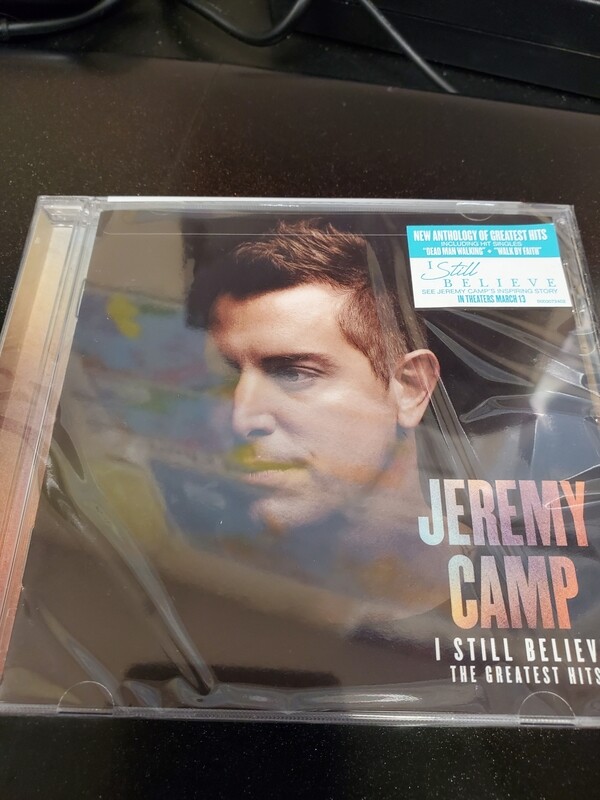 NEW ANTHOLOGY OF GREATEST HITS
INCLUDING HIT SINGLES
"DEAD MAN WALKING" + "WALK BY FAITH"
I Still
BELIEVE
SEE JEREMY CAMP'S INSPIRING STORY
IN THEATERS MARCH 13
JEREMY
CAMP
I STILL BELIEV
THE GREATEST HITS